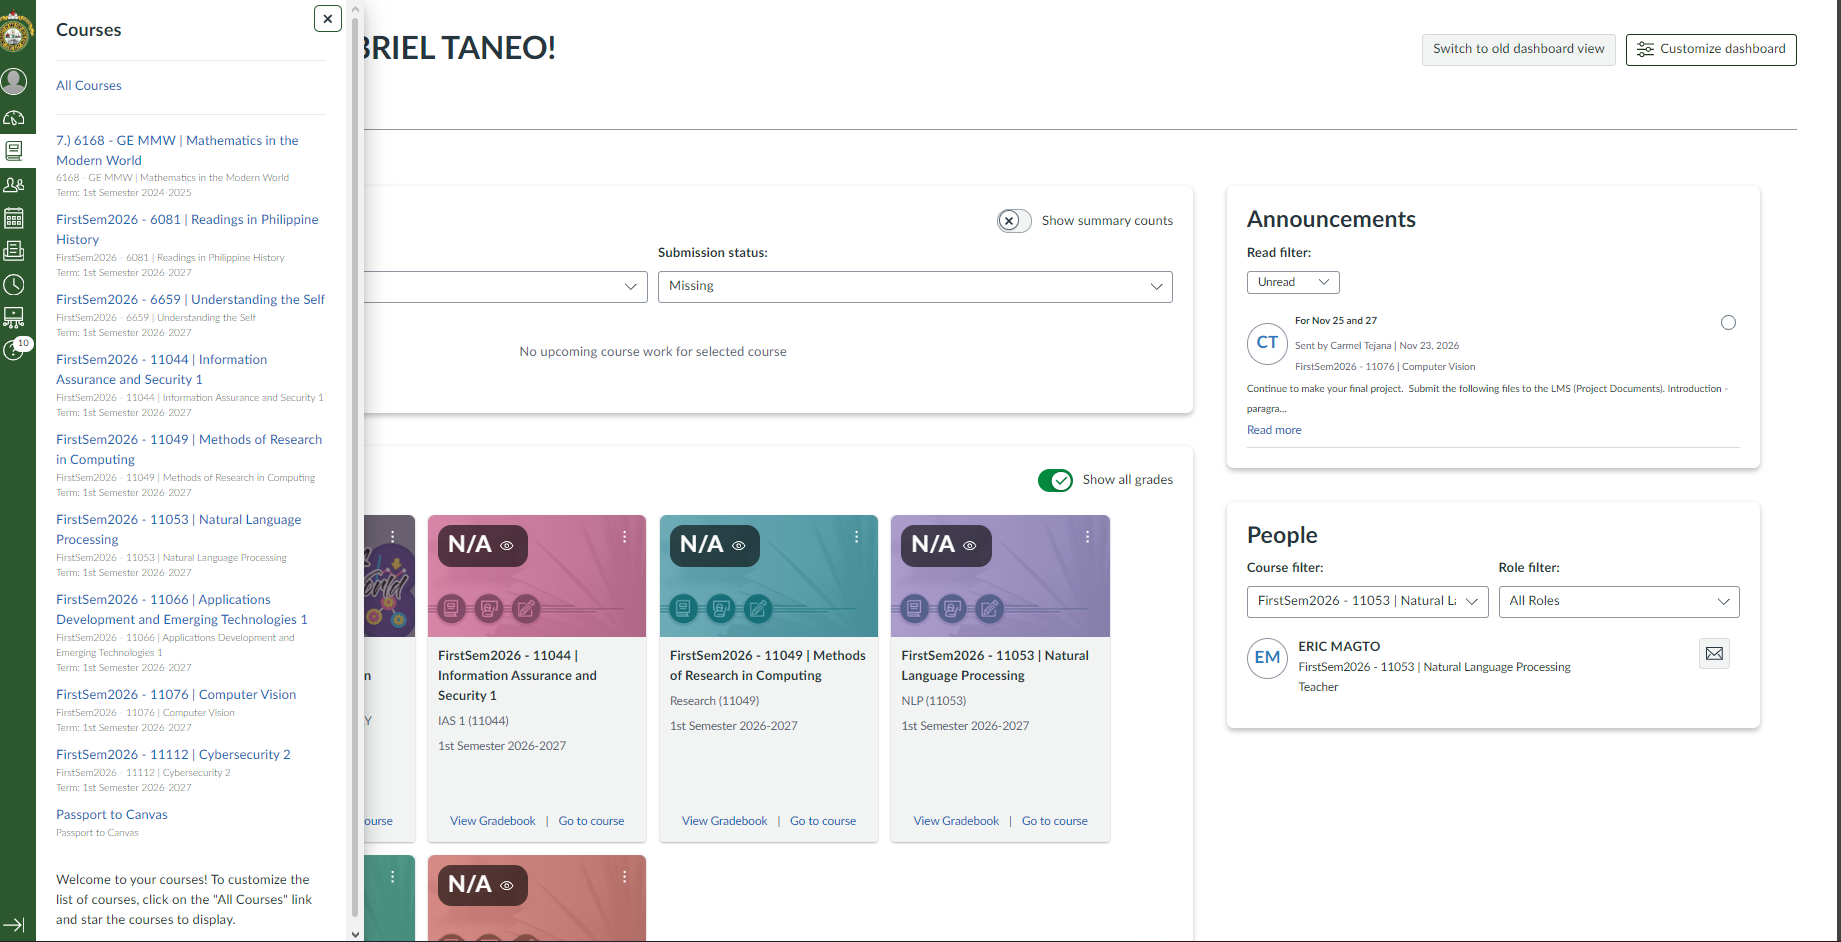 Courses
All Courses
7.) 6168 - GE MMW | Mathematics in the
Modern World
6168 - GE MMW | Mathematics in the Modern World
Term: 1st Semester 2024-2025
FirstSem2026 - 6081 | Readings in Philippine
History
FirstSem2026 - 6081 | Readings in Philippine History
Term: 1st Semester 2026-2027
FirstSem2026 - 6659 | Understanding the Self
FirstSem2026 - 6659 | Understanding the Self
Term: 1st Semester 2026-2027
FirstSem2026 - 11044 | Information
Assurance and Security 1
FirstSem2026 - 11044 | Information Assurance and Security 1
Term: 1st Semester 2026-2027
FirstSem2026 - 11049 | Methods of Research
in Computing
FirstSem2026 - 11049 | Methods of Research in Computing
Term: 1st Semester 2026-2027
FirstSem2026 - 11053 | Natural Language
Processing
FirstSem2026 - 11053 | Natural Language Processing
Term: 1st Semester 2026-2027
FirstSem2026 - 11066 | Applications
Development and Emerging Technologies 1
FirstSem2026 - 11066 | Applications Development and
Emerging Technologies 1
Term: 1st Semester 2026-2027
FirstSem2026 - 11076 | Computer Vision
FirstSem2026 - 11076 | Computer Vision
Term: 1st Semester 2026-2027
FirstSem2026 - 11112 | Cybersecurity 2
FirstSem2026 - 11112 | Cybersecurity 2
Term: 1st Semester 2026-2027
Passport to Canvas
Passport to Canvas
Welcome to your courses! To customize the
list of courses, click on the "All Courses" link
and star the courses to display.
10
BRIEL TANEO!
Switch to old dashboard view
Customize dashboard
Show summary counts
Submission status:
Missing
No upcoming course work for selected course
Show all grades
n
Y
ourse
N/A
FirstSem2026 - 11044 |
Information Assurance and
Security 1
IAS 1 (11044)
1st Semester 2026-2027
View Gradebook | Go to course
N/A
FirstSem2026 - 11049 | Methods
of Research in Computing
Research (11049)
1st Semester 2026-2027
View Gradebook | Go to course
N/A
FirstSem2026 - 11053 | Natural
Language Processing
NLP (11053)
1st Semester 2026-2027
View Gradebook | Go to course
N/A
Announcements
Read filter:
Unread
CT
For Nov 25 and 27
Sent by Carmel Tejana | Nov 23, 2026
FirstSem2026 - 11076 | Computer Vision
Continue to make your final project. Submit the following files to the LMS (Project Documents). Introduction -
paragra...
Read more
People
Course filter:
Role filter:
FirstSem2026 - 11053 | Natural La
All Roles
EM
ERIC MAGTO
FirstSem2026 - 11053 | Natural Language Processing
Teacher